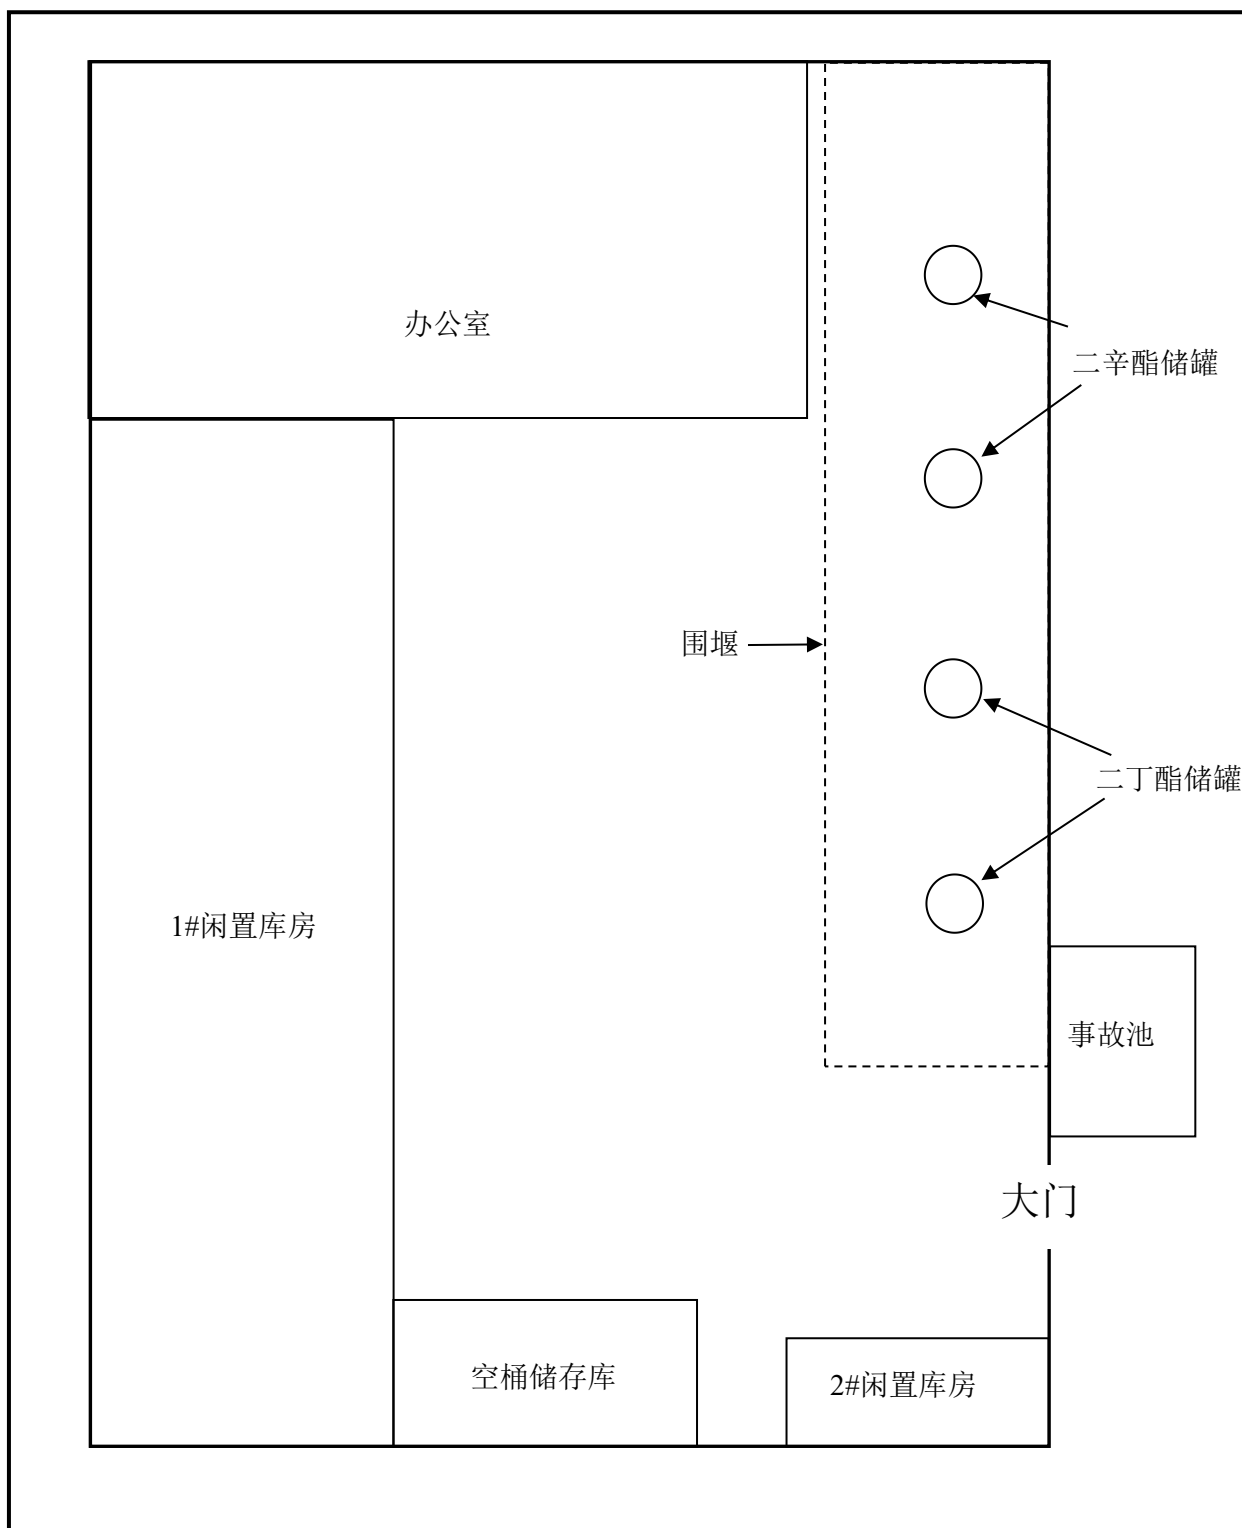 办公室
二辛酯储罐
围堰
二丁酯储罐
1#闲置库房
事故池
大门
空桶储存库
2#闲置库房